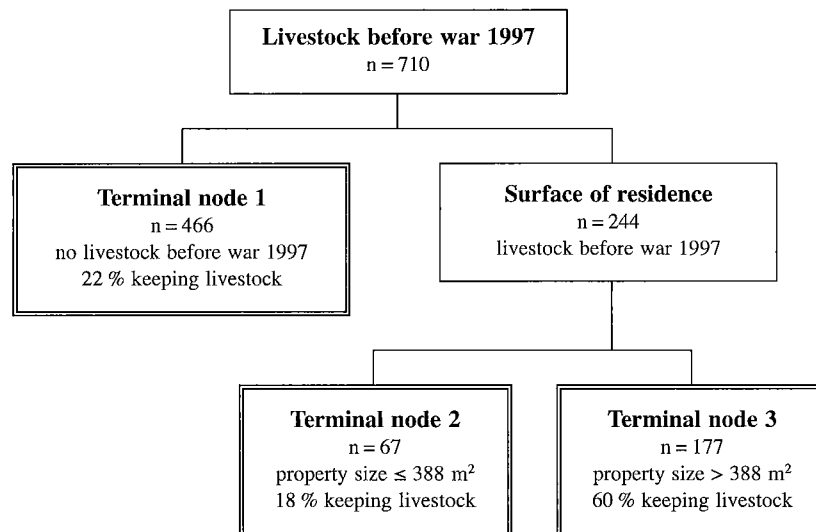 Livestock before war 1997
n = 710
Terminal node 1
n = 466
no livestock before war 1997
22 % keeping livestock
Surface of residence
n = 244
livestock before war 1997
Terminal node 2
n = 67
property size ≤ 388 m²
18 % keeping livestock
Terminal node 3
n = 177
property size > 388 m²
60 % keeping livestock